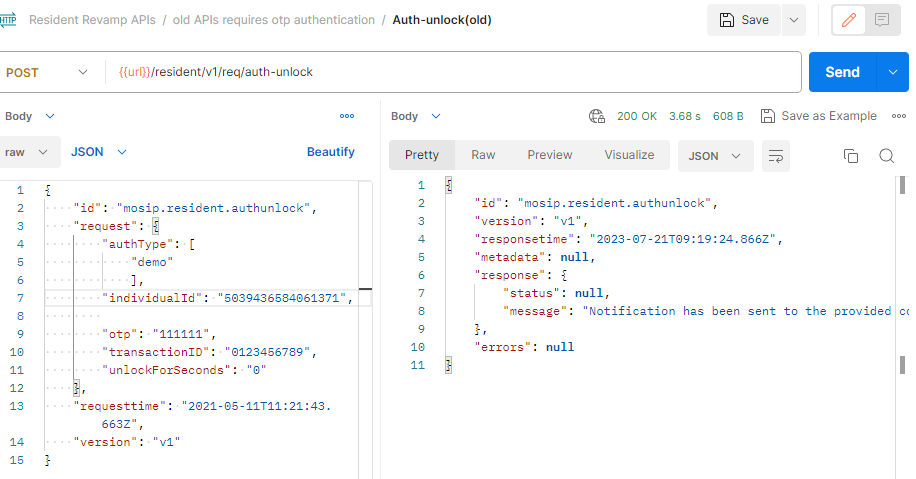 HTTP Resident Revamp APIs / old APIs requires otp authentication / Auth-unlock(old) Save
POST {{url}}/resident/v1/req/auth-unlock Send
Body
raw JSON Beautify
1 {
2 "id": "mosip.resident.authunlock",
3 "request": {
4 "authType": [
5 "demo"
6 ],
7 "individualId": "5039436584061371",
8
9 "otp": "111111",
10 "transactionID": "0123456789",
11 "unlockForSeconds": "0"
12 },
13 "requesttime": "2021-05-11T11:21:43.
663Z",
14 "version": "v1"
15 }
Body 200 OK 3.68 s 608 B Save as Example
Pretty Raw Preview Visualize JSON
1 {
2 "id": "mosip.resident.authunlock",
3 "version": "v1",
4 "responsetime": "2023-07-21T09:19:24.866Z",
5 "metadata": null,
6 "response": {
7 "status": null,
8 "message": "Notification has been sent to the provided co
9 },
10 "errors": null
11 }